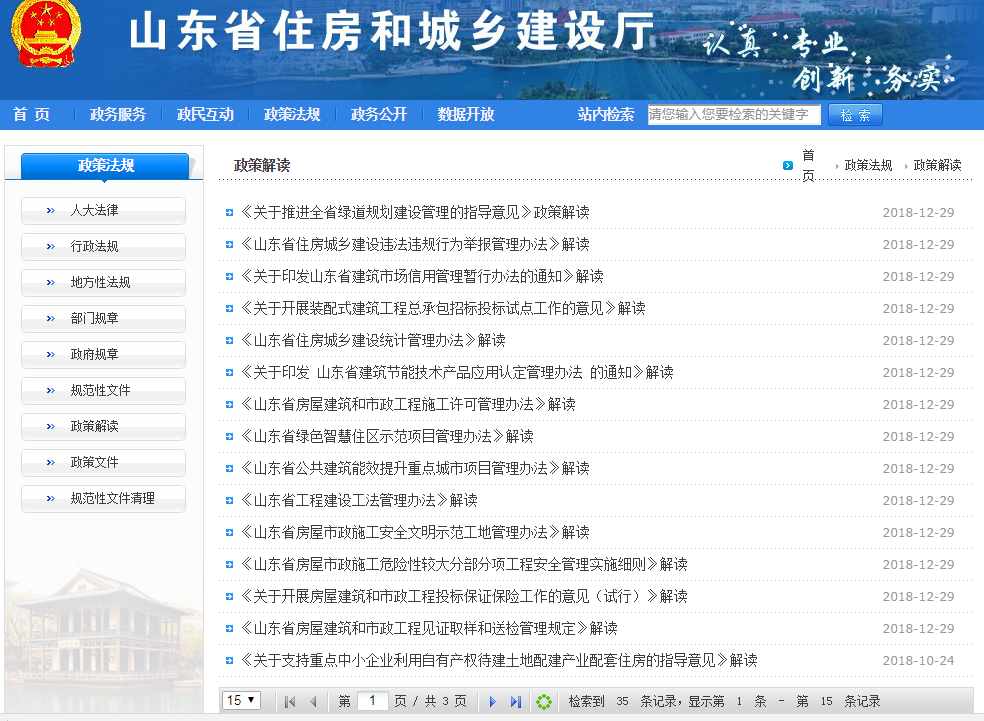 山东省住房和城乡建设厅
认真 专业
创新 务实
首 页 政务服务 政民互动 政策法规 政务公开 数据开放 站内检索 请您输入您要检索的关键字 检 索
政策法规
人大法律
行政法规
地方性法规
部门规章
政府规章
规范性文件
政策解读
政策文件
规范性文件清理
政策解读 首页 政策法规 政策解读
《关于推进全省绿道规划建设管理的指导意见》政策解读 2018-12-29
《山东省住房城乡建设违法违规行为举报管理办法》解读 2018-12-29
《关于印发山东省建筑市场信用管理暂行办法的通知》解读 2018-12-29
《关于开展装配式建筑工程总承包招标投标试点工作的意见》解读 2018-12-29
《山东省住房城乡建设统计管理办法》解读 2018-12-29
《关于印发 山东省建筑节能技术产品应用认定管理办法 的通知》解读 2018-12-29
《山东省房屋建筑和市政工程施工许可管理办法》解读 2018-12-29
《山东省绿色智慧住区示范项目管理办法》解读 2018-12-29
《山东省公共建筑能效提升重点城市项目管理办法》解读 2018-12-29
《山东省工程建设工法管理办法》解读 2018-12-29
《山东省房屋市政施工安全文明示范工地管理办法》解读 2018-12-29
《山东省房屋市政施工危险性较大分部分项工程安全管理实施细则》解读 2018-12-29
《关于开展房屋建筑和市政工程投标保证保险工作的意见（试行）》解读 2018-12-29
《山东省房屋建筑和市政工程见证取样和送检管理规定》解读 2018-12-29
《关于支持重点中小企业利用自有产权待建土地配建产业配套住房的指导意见》解读 2018-10-24
15 第 1 页 / 共 3 页 检索到 35 条记录，显示第 1 条 - 第 15 条记录